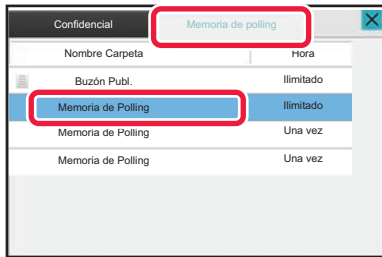 Confidencial Memoria de polling
Nombre Carpeta Hora
Buzón Publ. Ilimitado
Memoria de Polling Ilimitado
Memoria de Polling Una vez
Memoria de Polling Una vez